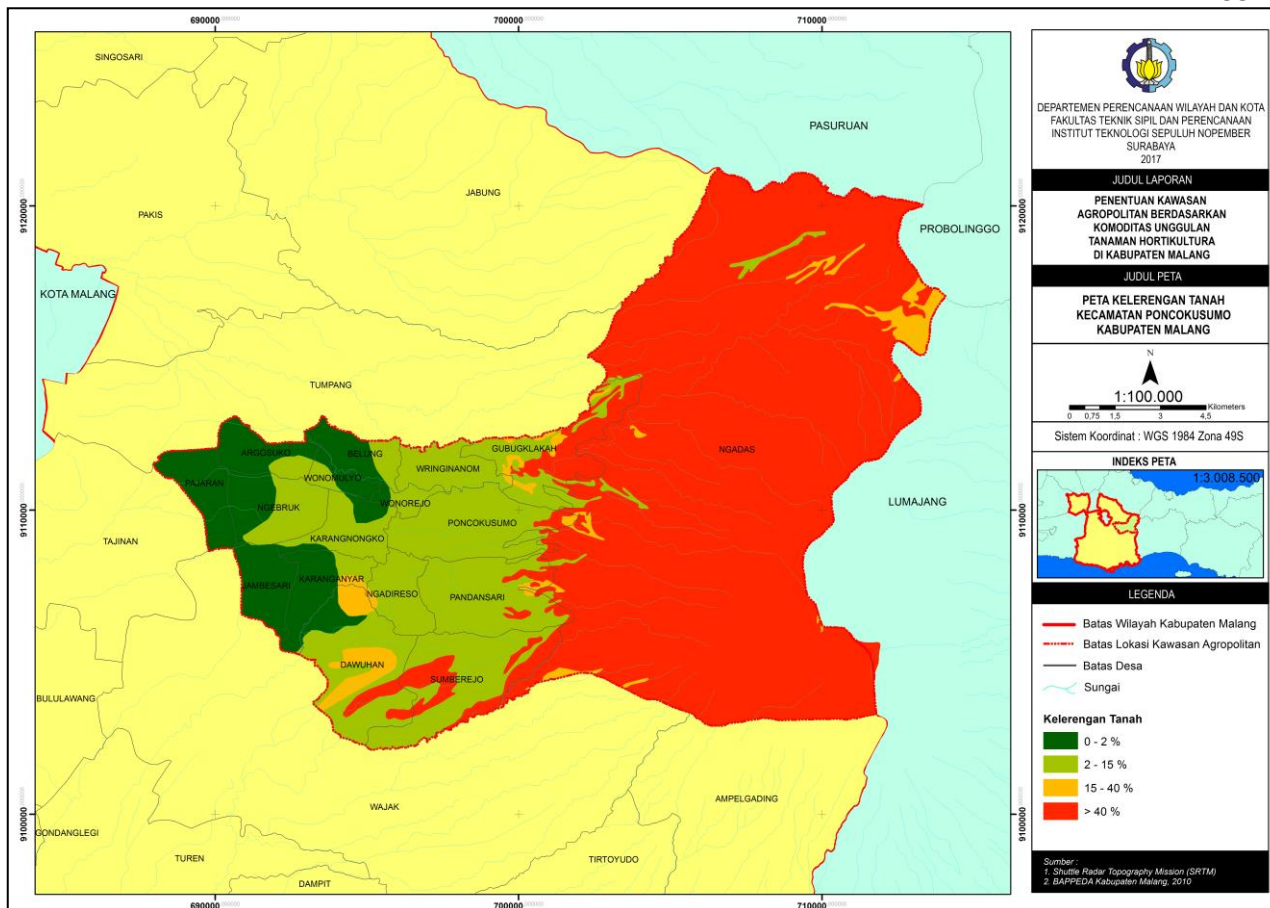 690000
700000
710000
SINGOSARI
PASURUAN
JABUNG
PAKIS
9120000
9120000
PROBOLINGGO
KOTA MALANG
TUMPANG
ARGOSUKO
BELUNG
GUBUGKLAKAH
NGADAS
WRINGINANOM
PAJARAN
WONOMULYO
WONOREJO
LUMAJANG
NGEBRUK
PONCOKUSUMO
9110000
9110000
TAJINAN
KARANGNONGKO
JAMBESARI
KARANGANYAR
NGADIRESO
PANDANSARI
DAWUHAN
SUMBEREJO
BULULAWANG
WAJAK
AMPELGADING
9100000
9100000
GONDANGLEGI
TUREN
TIRTOYUDO
DAMPIT
690000
700000
710000
DEPARTEMEN PERENCANAAN WILAYAH DAN KOTA
FAKULTAS TEKNIK SIPIL DAN PERENCANAAN
INSTITUT TEKNOLOGI SEPULUH NOPEMBER
SURABAYA
2017
JUDUL LAPORAN
PENENTUAN KAWASAN
AGROPOLITAN BERDASARKAN
KOMODITAS UNGGULAN
TANAMAN HORTIKULTURA
DI KABUPATEN MALANG
JUDUL PETA
PETA KELERENGAN TANAH
KECAMATAN PONCOKUSUMO
KABUPATEN MALANG
N
1:100.000
Kilometers
0 0,75 1,5 3 4,5
Sistem Koordinat : WGS 1984 Zona 49S
INDEKS PETA
1:3.008.500
LEGENDA
Batas Wilayah Kabupaten Malang
Batas Lokasi Kawasan Agropolitan
Batas Desa
Sungai
Kelerengan Tanah
0 - 2 %
2 - 15 %
15 - 40 %
> 40 %
Sumber :
1. Shuttle Radar Topography Mission (SRTM)
2. BAPPEDA Kabupaten Malang, 2010